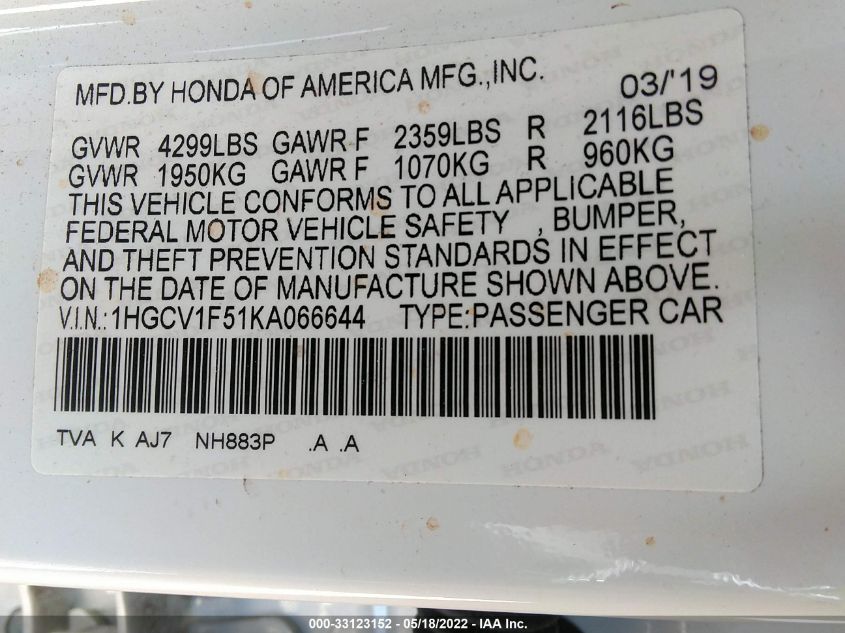 MFD.BY HONDA OF AMERICA MFG.,INC. 03/'19
GVWR 4299LBS GAWR F 2359LBS R 2116LBS
GVWR 1950KG GAWR F 1070KG R 960KG
THIS VEHICLE CONFORMS TO ALL APPLICABLE
FEDERAL MOTOR VEHICLE SAFETY , BUMPER,
AND THEFT PREVENTION STANDARDS IN EFFECT
ON THE DATE OF MANUFACTURE SHOWN ABOVE.
V.I.N.:1HGCV1F51KA066644 TYPE:PASSENGER CAR
TVA K AJ7 NH883P .A .A
HONDA
000-33123152 - 05/18/2022 - IAA Inc.